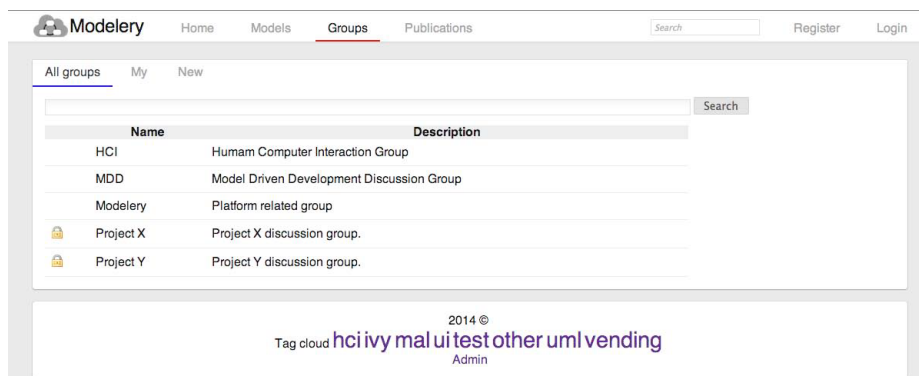 Modelery Home Models Groups Publications Search Register Login
All groups My New
Search
Name Description
HCI Humam Computer Interaction Group
MDD Model Driven Development Discussion Group
Modelery Platform related group
Project X Project X discussion group.
Project Y Project Y discussion group.
2014 ©
Tag cloud hci ivy mal ui test other uml vending
Admin